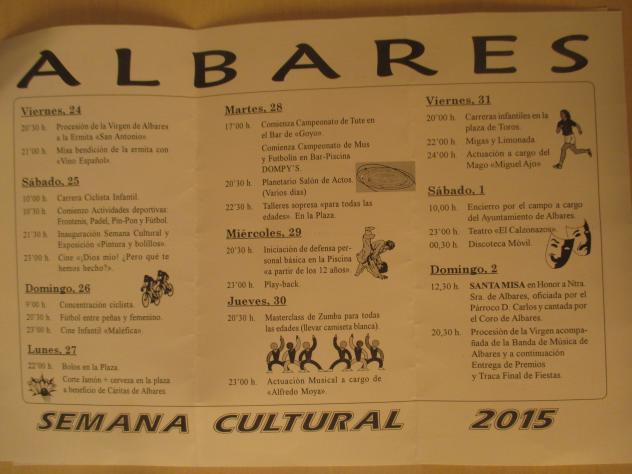 ALBARES
Viernes, 24
20'30 h. Procesión de la Virgen de Albares
a la Ermita «San Antonio».
21'00 h. Misa bendición de la ermita con
«Vino Español».
Sábado, 25
10'00 h. Carrera Ciclista Infantil.
10'30 h. Comienzo Actividades deportivas:
Frontenis, Padel, Pin-Pon y Fútbol.
21'30 h. Inauguración Semana Cultural y
Exposición «Pintura y bolillos».
23'00 h. Cine «¡Dios mio! ¿Pero qué te
hemos hecho?».
Domingo, 26
9'00 h. Concentración ciclista.
20'30 h. Fútbol entre peñas y femenino.
23'00 h. Cine Infantil «Maléfica».
Lunes, 27
22'00 h. Bolos en la Plaza.
Corte Jamón + cerveza en la plaza
a beneficio de Cáritas de Albares.
Martes, 28
17'00 h. Comienza Campeonato de Tute en
el Bar de «Goyo».
Comienza Campeonato de Mus
y Futbolín en Bar-Piscina
DOMPY'S.
20'30 h. Planetario Salón de Actos.
(Varios días)
22'30 h. Talleres sopresa «para todas las
edades». En la Plaza.
Miércoles, 29
20'30 h. Iniciación de defensa per-
sonal básica en la Piscina
«a partir de los 12 años».
23'00 h. Play-back.
Jueves, 30
20'30 h. Masterclass de Zumba para todas
las edades (llevar camiseta blanca).
23'00 h. Actuación Musical a cargo de
«Alfredo Moya».
Viernes, 31
20'00 h. Carreras infantiles en la
plaza de Toros.
22'00 h. Migas y Limonada.
24'00 h. Actuación a cargo del
Mago «Miguel Ajo»
Sábado, 1
10,00 h. Encierro por el campo a cargo
del Ayuntamiento de Albares.
23'00 h. Teatro «El Calzonazos».
00,30 h. Discoteca Móvil.
Domingo, 2
12,30 h. SANTA MISA en Honor a Ntra.
Sra. de Albares, oficiada por el
Párroco D. Carlos y cantada por
el Coro de Albares.
20,30 h. Procesión de la Virgen acompa-
ñada de la Banda de Música de
Albares y a continuación
Entrega de Premios
y Traca Final de Fiestas.
SEMANA CULTURAL 2015